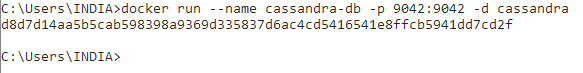 C:\Users\INDIA>docker run --name cassandra-db -p 9042:9042 -d cassandra
d8d7d14aa5b5cab598398a9369d335837d6ac4cd5416541e8ffcb5941dd7cd2f
C:\Users\INDIA>